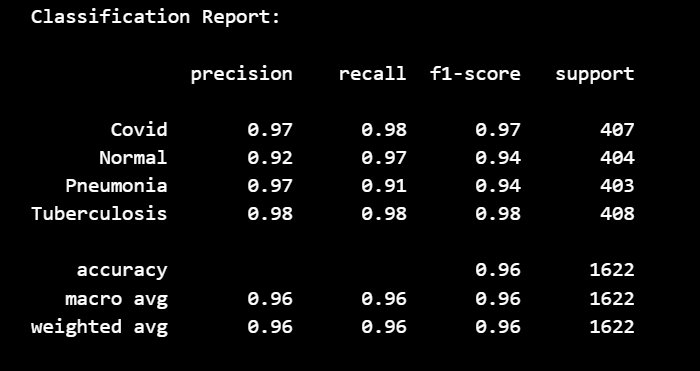 Classification Report:
precision recall f1-score support
Covid 0.97 0.98 0.97 407
Normal 0.92 0.97 0.94 404
Pneumonia 0.97 0.91 0.94 403
Tuberculosis 0.98 0.98 0.98 408
accuracy 0.96 1622
macro avg 0.96 0.96 0.96 1622
weighted avg 0.96 0.96 0.96 1622